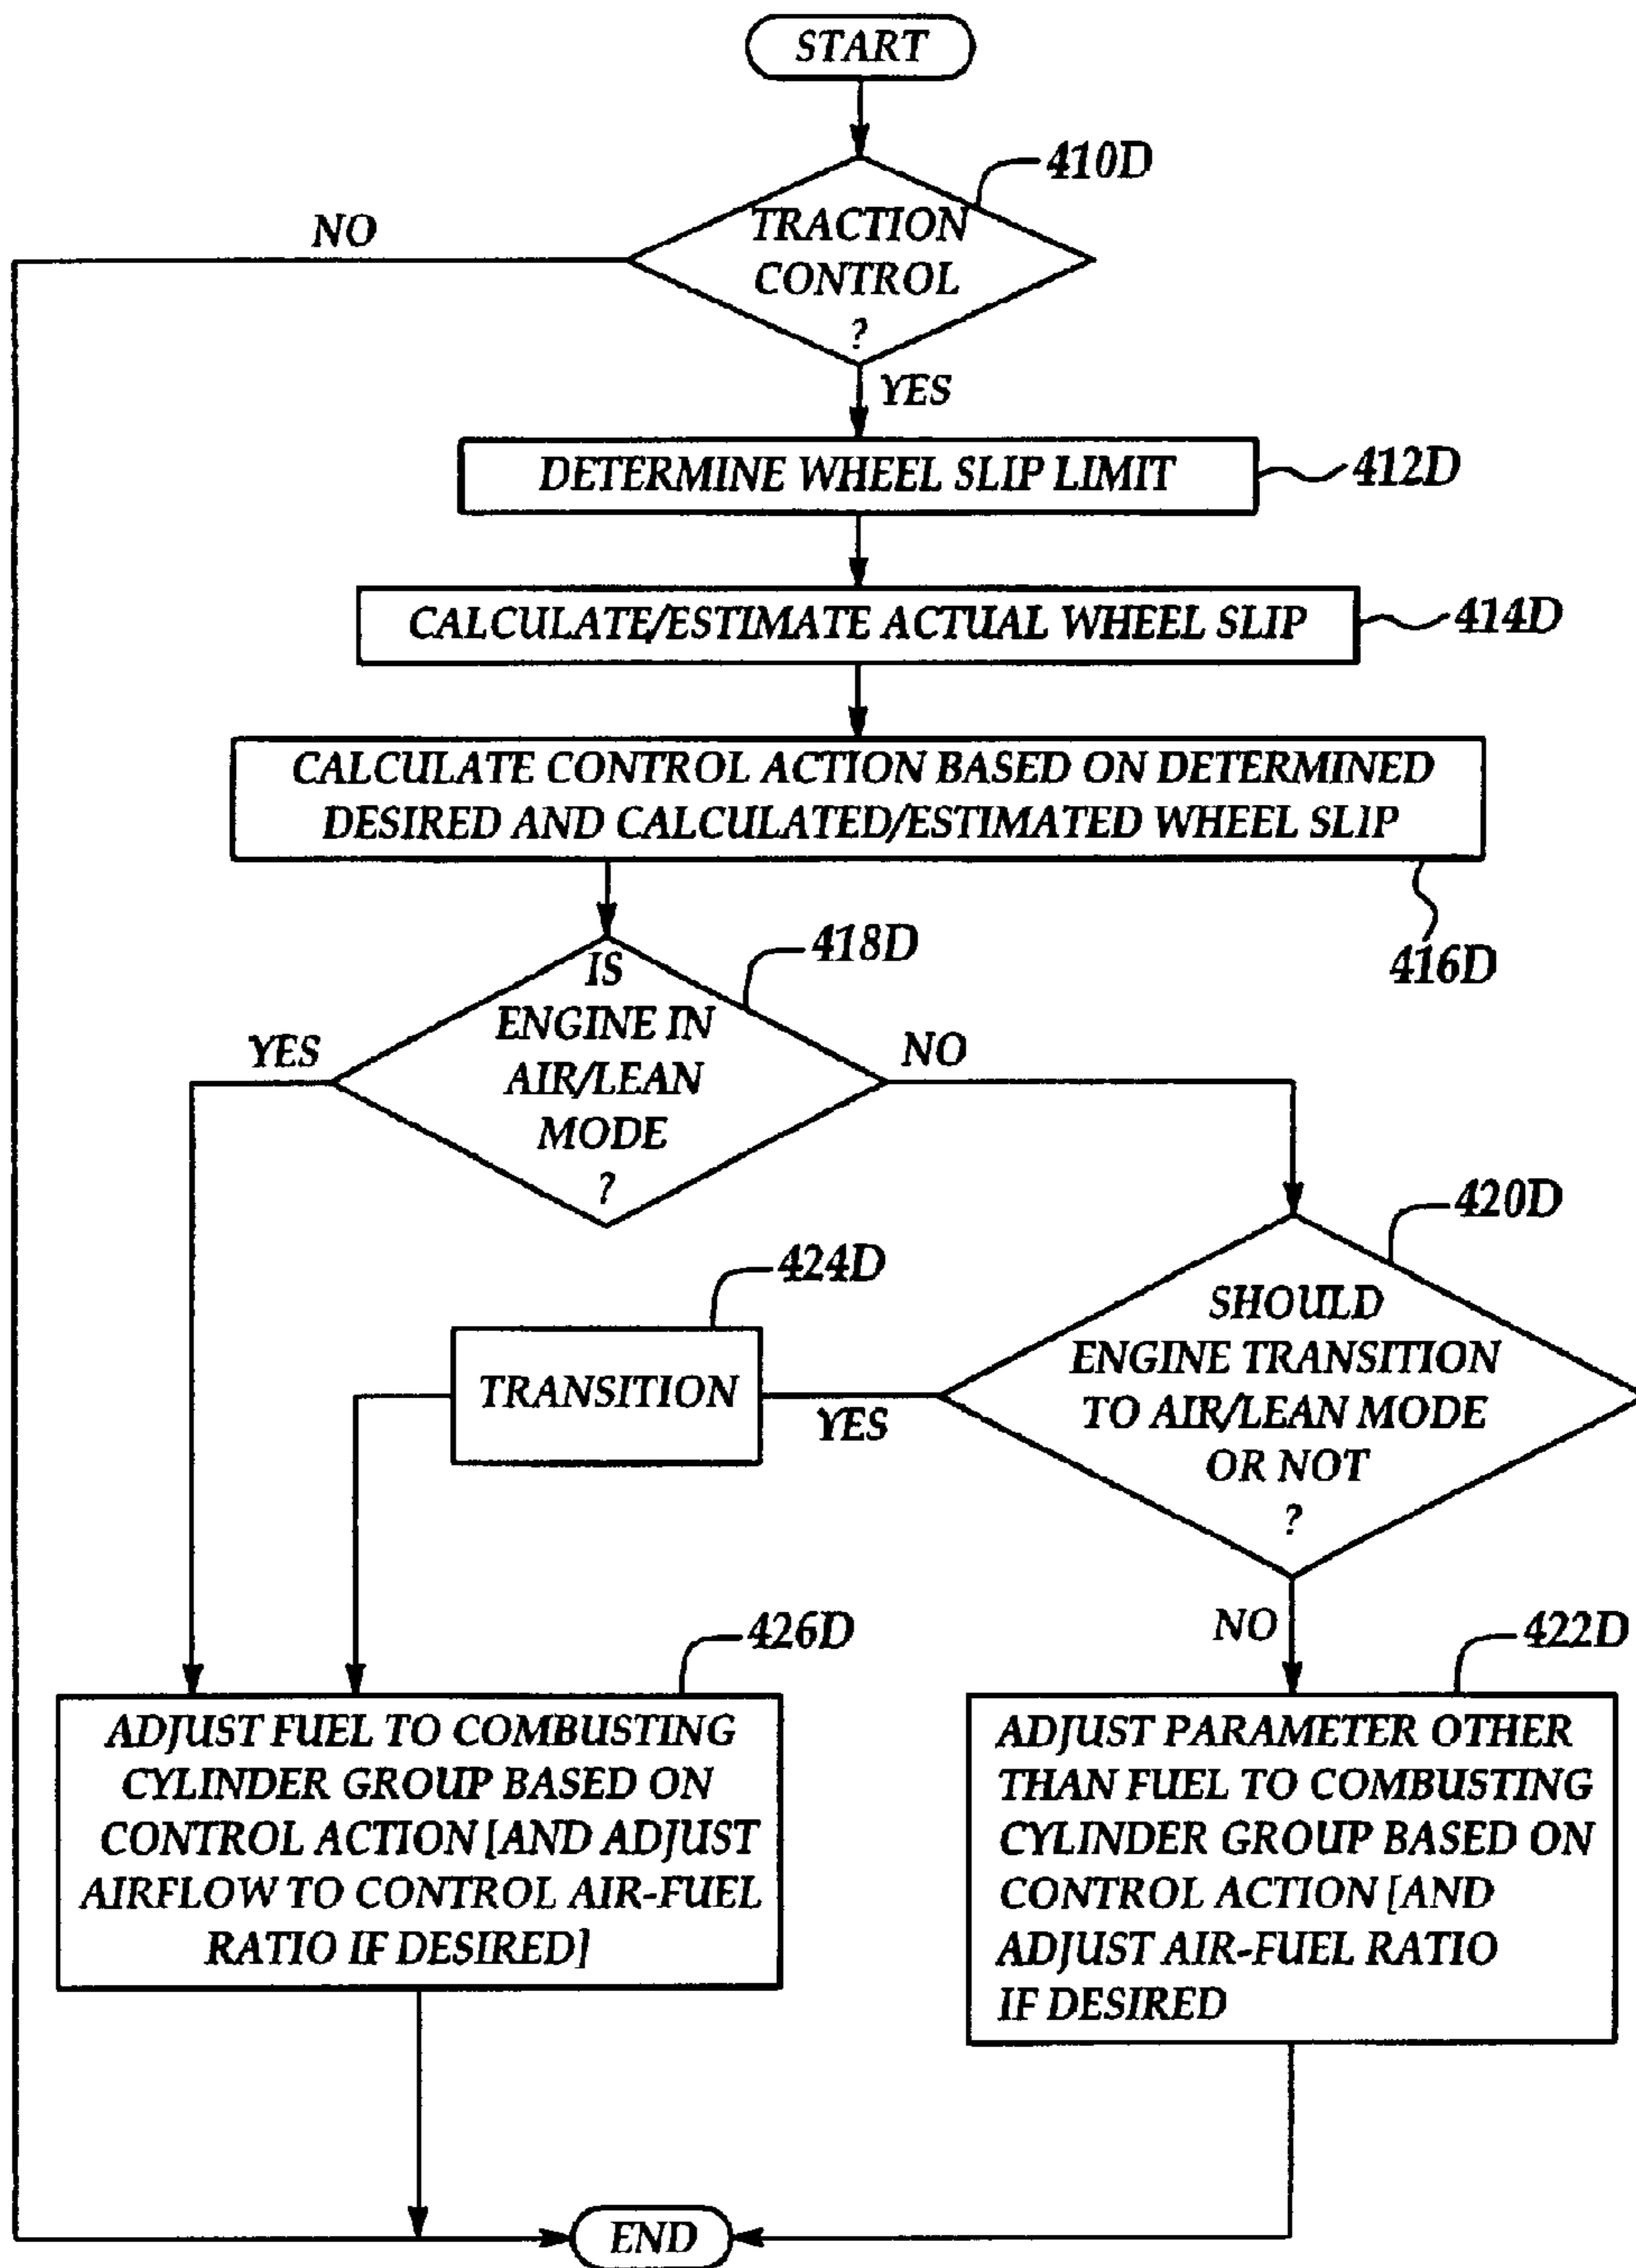 START
410D
TRACTION
CONTROL
?
NO
YES
DETERMINE WHEEL SLIP LIMIT
412D
CALCULATE/ESTIMATE ACTUAL WHEEL SLIP
414D
CALCULATE CONTROL ACTION BASED ON DETERMINED
DESIRED AND CALCULATED/ESTIMATED WHEEL SLIP
416D
418D
IS
ENGINE IN
AIR/LEAN
MODE
?
YES
NO
420D
SHOULD
ENGINE TRANSITION
TO AIR/LEAN MODE
OR NOT
?
424D
TRANSITION
YES
NO
426D
ADJUST FUEL TO COMBUSTING
CYLINDER GROUP BASED ON
CONTROL ACTION [AND ADJUST
AIRFLOW TO CONTROL AIR-FUEL
RATIO IF DESIRED]
422D
ADJUST PARAMETER OTHER
THAN FUEL TO COMBUSTING
CYLINDER GROUP BASED ON
CONTROL ACTION [AND
ADJUST AIR-FUEL RATIO
IF DESIRED
END